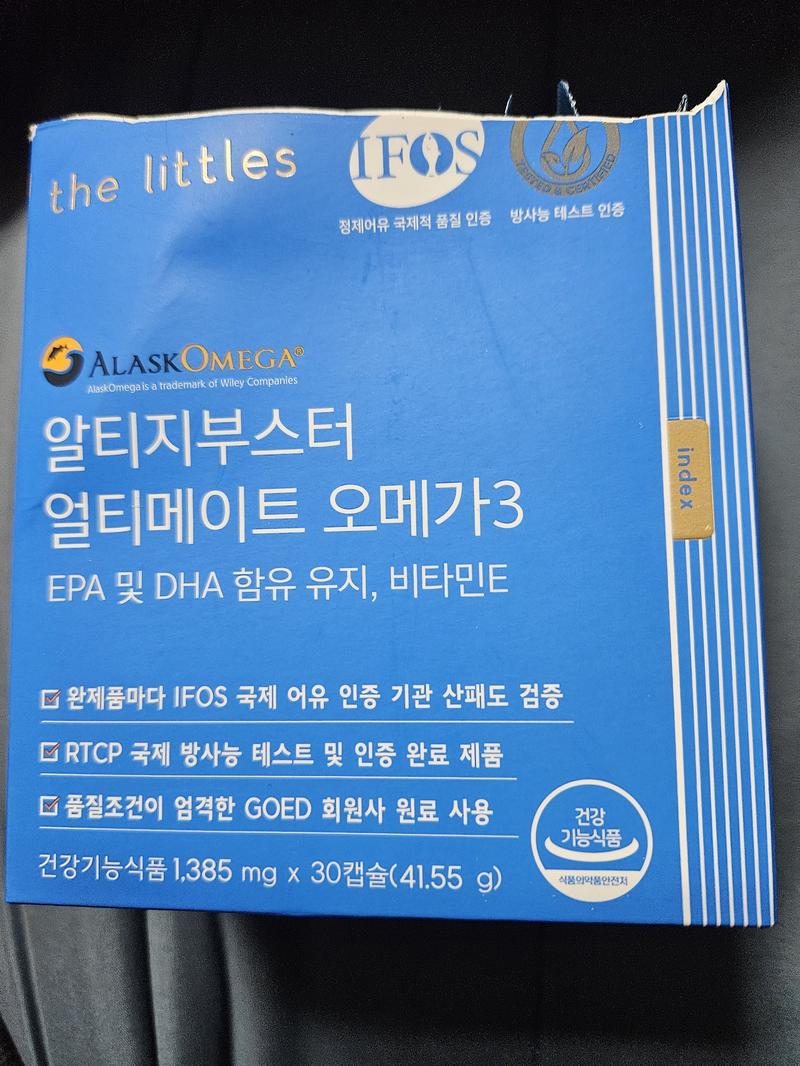 the littles
IFOS
TESTED & CERTIFIED
정제어유 국제적 품질 인증
방사능 테스트 인증
ALASKOMEGA®
AlaskOmega is a trademark of Wiley Companies
알티지부스터
얼티메이트 오메가3
EPA 및 DHA 함유 유지, 비타민E
index
완제품마다 IFOS 국제 어유 인증 기관 산패도 검증
RTCP 국제 방사능 테스트 및 인증 완료 제품
품질조건이 엄격한 GOED 회원사 원료 사용
건강
기능식품
식품의약품안전처
건강기능식품 1,385 mg x 30캡슐(41.55 g)